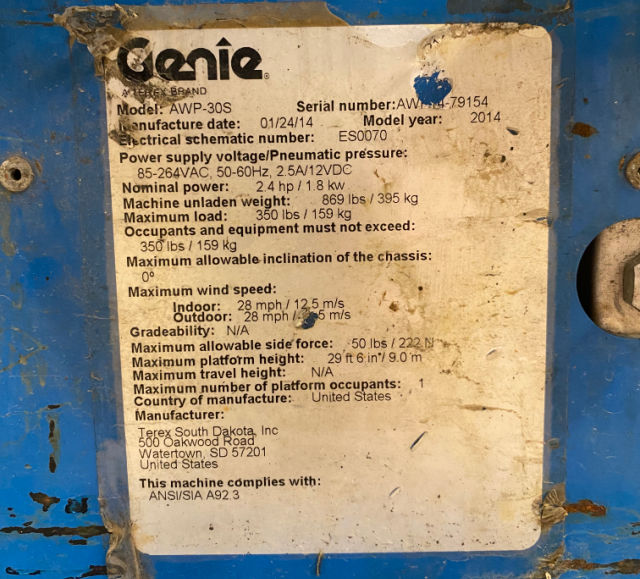 Genie
A TEREX BRAND
Model: AWP-30S Serial number:
Manufacture date: 01/24/14 Model year: 2014
Electrical schematic number: ES0070
Power supply voltage/Pneumatic pressure:
85-264VAC, 50-60Hz, 2.5A/12VDC
Nominal power: 2.4 hp / 1.8 kw
Machine unladen weight: 869 lbs / 395 kg
Maximum load: 350 lbs / 159 kg
Occupants and equipment must not exceed:
350 lbs / 159 kg
Maximum allowable inclination of the chassis:
0°
Maximum wind speed:
Indoor: 28 mph / 12.5 m/s
Outdoor: 28 mph / m/s
Gradeability: N/A
Maximum allowable side force: 50 lbs / 222 N
Maximum platform height: 29 ft 6 in / 9.0 m
Maximum travel height: N/A
Maximum number of platform occupants: 1
Country of manufacture: United States
Manufacturer:
Terex South Dakota, Inc
500 Oakwood Road
Watertown, SD 57201
United States
This machine complies with:
ANSI/SIA A92.3